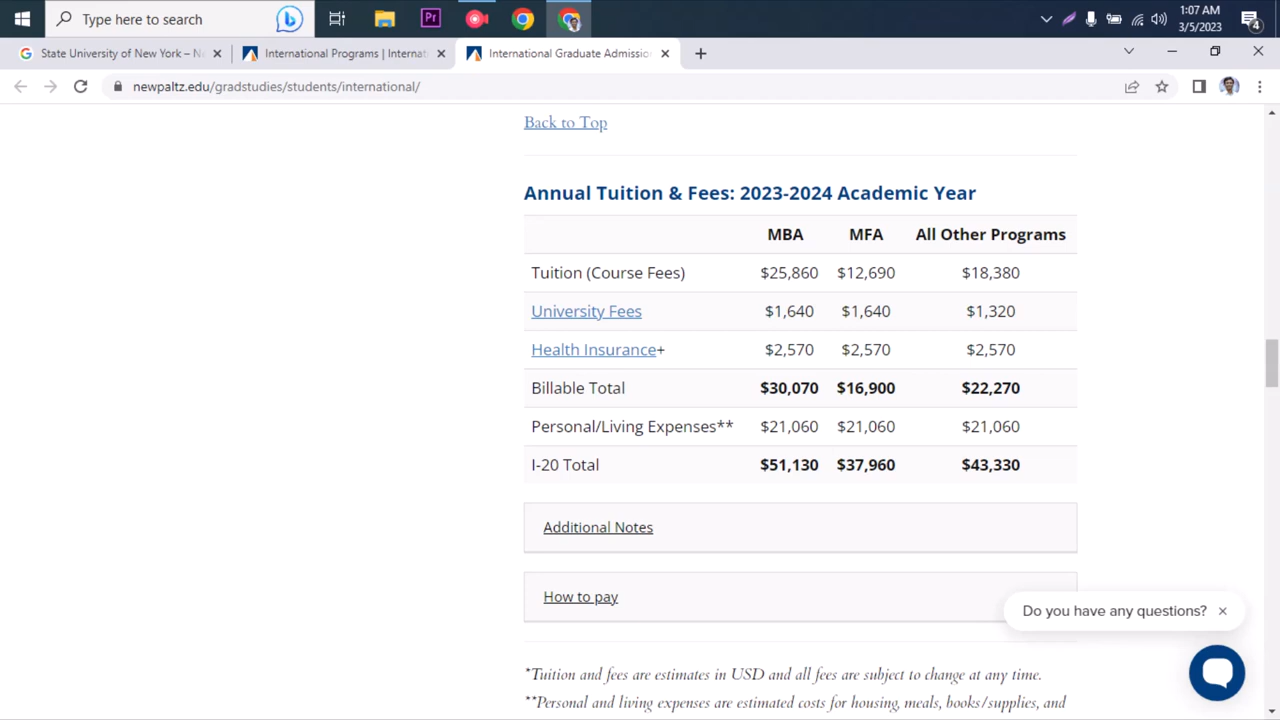 Type here to search
Pr
1:07 AM
3/5/2023
4
State University of New York – N
International Programs | Internat
International Graduate Admissio
newpaltz.edu/gradstudies/students/international/
Back to Top
Annual Tuition & Fees: 2023-2024 Academic Year
MBA MFA All Other Programs
Tuition (Course Fees) $25,860 $12,690 $18,380
University Fees $1,640 $1,640 $1,320
Health Insurance+ $2,570 $2,570 $2,570
Billable Total $30,070 $16,900 $22,270
Personal/Living Expenses** $21,060 $21,060 $21,060
I-20 Total $51,130 $37,960 $43,330
Additional Notes
How to pay
Do you have any questions?
*Tuition and fees are estimates in USD and all fees are subject to change at any time.
**Personal and living expenses are estimated costs for housing, meals, books/supplies, and